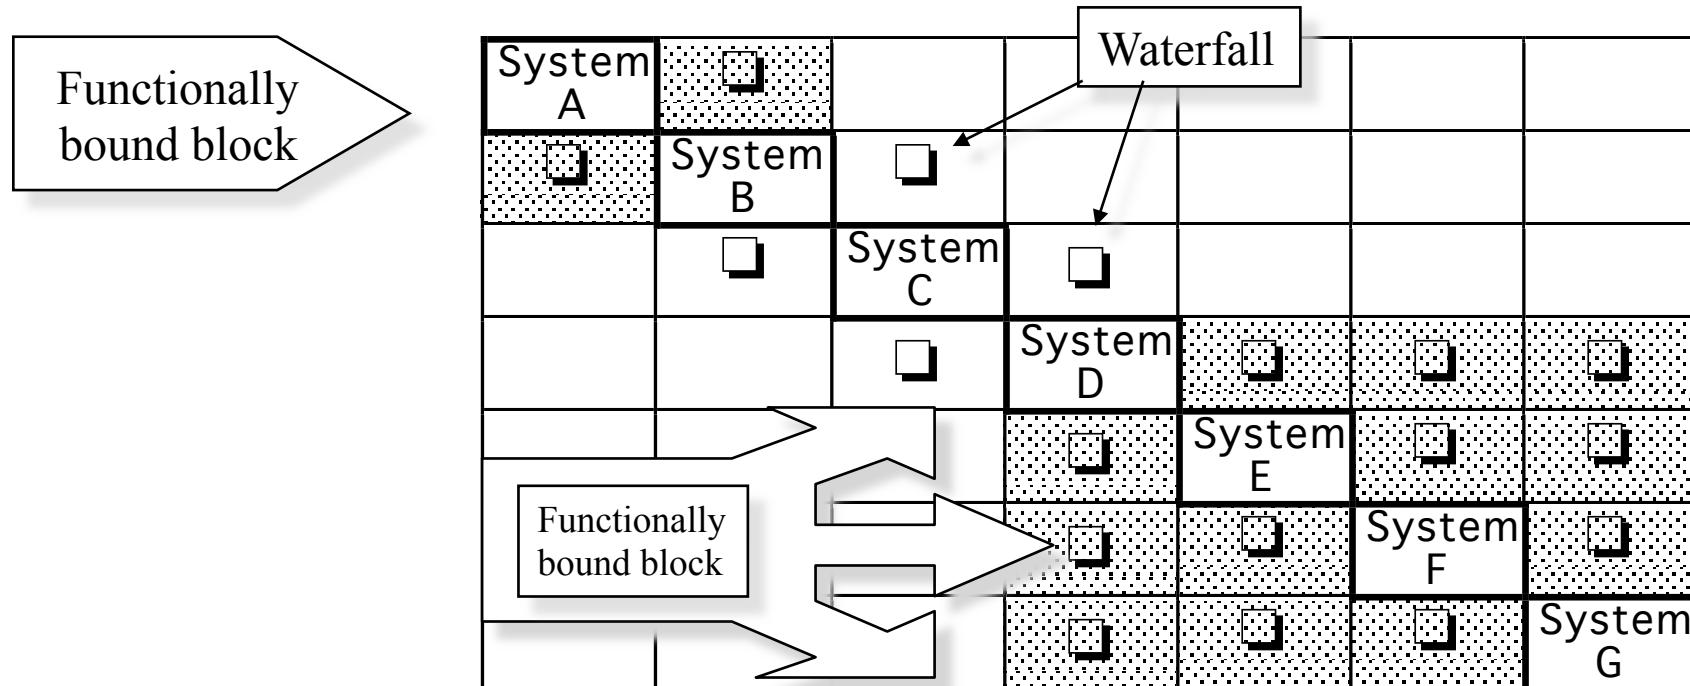 Functionally
bound block
Waterfall
System
A
System
B
System
C
System
D
System
E
Functionally
bound block
System
F
System
G